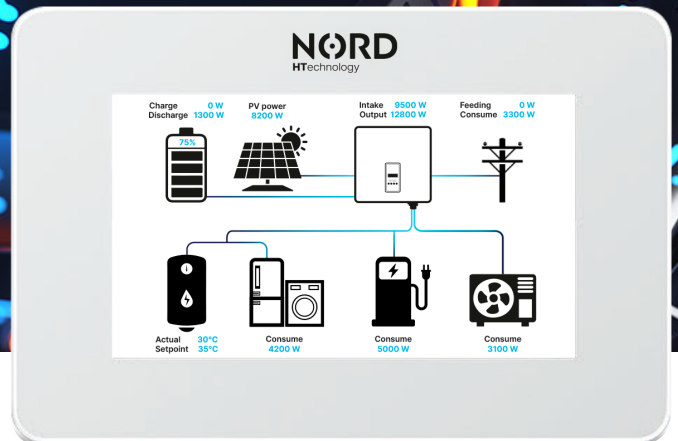 NORD
HTechnology
Charge 0 W
Discharge 1300 W
PV power
8200 W
Intake 9500 W
Output 12800 W
Feeding 0 W
Consume 3300 W
75%
Actual 30°C
Setpoint 35°C
Consume
4200 W
Consume
5000 W
Consume
3100 W